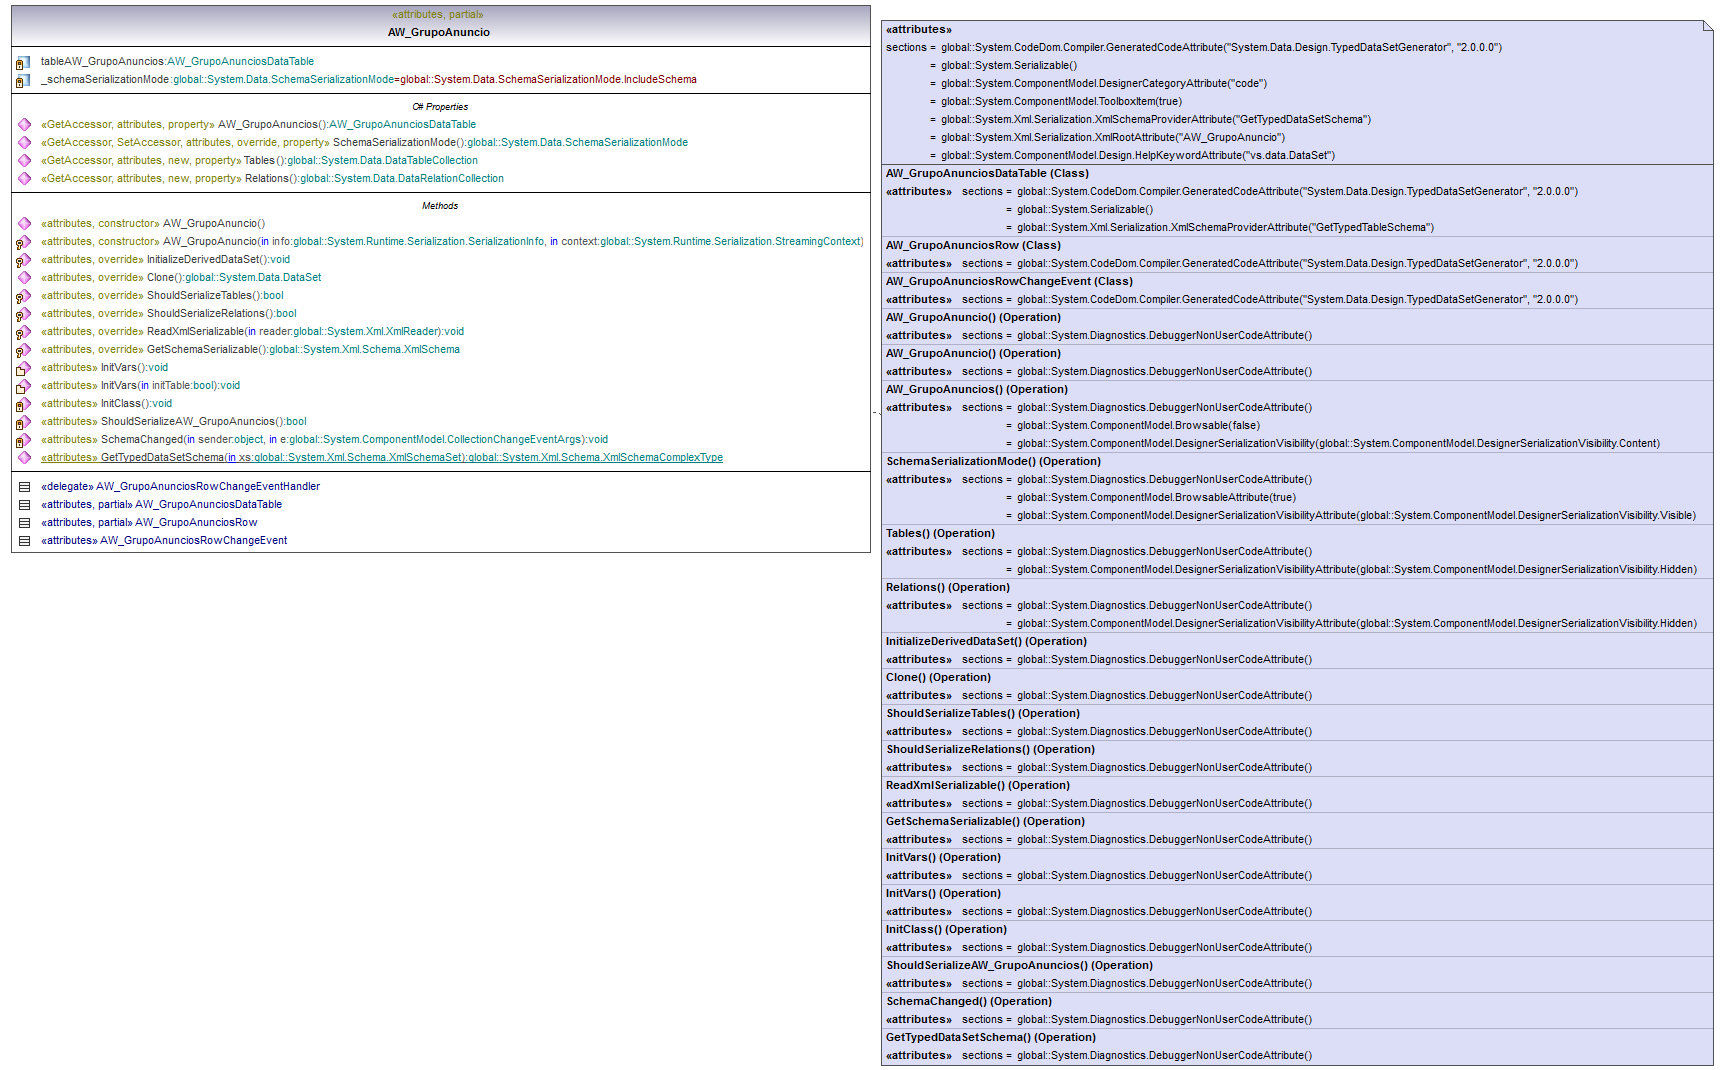 «attributes, partial»
AW_GrupoAnuncio
tableAW_GrupoAnuncios:AW_GrupoAnunciosDataTable
_schemaSerializationMode:global::System.Data.SchemaSerializationMode=global::System.Data.SchemaSerializationMode.IncludeSchema
C# Properties
«GetAccessor, attributes, property» AW_GrupoAnuncios():AW_GrupoAnunciosDataTable
«GetAccessor, SetAccessor, attributes, override, property» SchemaSerializationMode():global::System.Data.SchemaSerializationMode
«GetAccessor, attributes, new, property» Tables():global::System.Data.DataTableCollection
«GetAccessor, attributes, new, property» Relations():global::System.Data.DataRelationCollection
Methods
«attributes, constructor» AW_GrupoAnuncio()
«attributes, constructor» AW_GrupoAnuncio(in info:global::System.Runtime.Serialization.SerializationInfo, in context:global::System.Runtime.Serialization.StreamingContext)
«attributes, override» InitializeDerivedDataSet():void
«attributes, override» Clone():global::System.Data.DataSet
«attributes, override» ShouldSerializeTables():bool
«attributes, override» ShouldSerializeRelations():bool
«attributes, override» ReadXmlSerializable(in reader:global::System.Xml.XmlReader):void
«attributes, override» GetSchemaSerializable():global::System.Xml.Schema.XmlSchema
«attributes» InitVars():void
«attributes» InitVars(in initTable:bool):void
«attributes» InitClass():void
«attributes» ShouldSerializeAW_GrupoAnuncios():bool
«attributes» SchemaChanged(in sender:object, in e:global::System.ComponentModel.CollectionChangeEventArgs):void
«attributes» GetTypedDataSetSchema(in xs:global::System.Xml.Schema.XmlSchemaSet):global::System.Xml.Schema.XmlSchemaComplexType
«delegate» AW_GrupoAnunciosRowChangeEventHandler
«attributes, partial» AW_GrupoAnunciosDataTable
«attributes, partial» AW_GrupoAnunciosRow
«attributes» AW_GrupoAnunciosRowChangeEvent
«attributes»
sections = global::System.CodeDom.Compiler.GeneratedCodeAttribute("System.Data.Design.TypedDataSetGenerator", "2.0.0.0")
= global::System.Serializable()
= global::System.ComponentModel.DesignerCategoryAttribute("code")
= global::System.ComponentModel.ToolboxItem(true)
= global::System.Xml.Serialization.XmlSchemaProviderAttribute("GetTypedDataSetSchema")
= global::System.Xml.Serialization.XmlRootAttribute("AW_GrupoAnuncio")
= global::System.ComponentModel.Design.HelpKeywordAttribute("vs.data.DataSet")
AW_GrupoAnunciosDataTable (Class)
«attributes» sections = global::System.CodeDom.Compiler.GeneratedCodeAttribute("System.Data.Design.TypedDataSetGenerator", "2.0.0.0")
= global::System.Serializable()
= global::System.Xml.Serialization.XmlSchemaProviderAttribute("GetTypedTableSchema")
AW_GrupoAnunciosRow (Class)
«attributes» sections = global::System.CodeDom.Compiler.GeneratedCodeAttribute("System.Data.Design.TypedDataSetGenerator", "2.0.0.0")
AW_GrupoAnunciosRowChangeEvent (Class)
«attributes» sections = global::System.CodeDom.Compiler.GeneratedCodeAttribute("System.Data.Design.TypedDataSetGenerator", "2.0.0.0")
AW_GrupoAnuncio() (Operation)
«attributes» sections = global::System.Diagnostics.DebuggerNonUserCodeAttribute()
AW_GrupoAnuncio() (Operation)
«attributes» sections = global::System.Diagnostics.DebuggerNonUserCodeAttribute()
AW_GrupoAnuncios() (Operation)
«attributes» sections = global::System.Diagnostics.DebuggerNonUserCodeAttribute()
= global::System.ComponentModel.Browsable(false)
= global::System.ComponentModel.DesignerSerializationVisibility(global::System.ComponentModel.DesignerSerializationVisibility.Content)
SchemaSerializationMode() (Operation)
«attributes» sections = global::System.Diagnostics.DebuggerNonUserCodeAttribute()
= global::System.ComponentModel.BrowsableAttribute(true)
= global::System.ComponentModel.DesignerSerializationVisibilityAttribute(global::System.ComponentModel.DesignerSerializationVisibility.Visible)
Tables() (Operation)
«attributes» sections = global::System.Diagnostics.DebuggerNonUserCodeAttribute()
= global::System.ComponentModel.DesignerSerializationVisibilityAttribute(global::System.ComponentModel.DesignerSerializationVisibility.Hidden)
Relations() (Operation)
«attributes» sections = global::System.Diagnostics.DebuggerNonUserCodeAttribute()
= global::System.ComponentModel.DesignerSerializationVisibilityAttribute(global::System.ComponentModel.DesignerSerializationVisibility.Hidden)
InitializeDerivedDataSet() (Operation)
«attributes» sections = global::System.Diagnostics.DebuggerNonUserCodeAttribute()
Clone() (Operation)
«attributes» sections = global::System.Diagnostics.DebuggerNonUserCodeAttribute()
ShouldSerializeTables() (Operation)
«attributes» sections = global::System.Diagnostics.DebuggerNonUserCodeAttribute()
ShouldSerializeRelations() (Operation)
«attributes» sections = global::System.Diagnostics.DebuggerNonUserCodeAttribute()
ReadXmlSerializable() (Operation)
«attributes» sections = global::System.Diagnostics.DebuggerNonUserCodeAttribute()
GetSchemaSerializable() (Operation)
«attributes» sections = global::System.Diagnostics.DebuggerNonUserCodeAttribute()
InitVars() (Operation)
«attributes» sections = global::System.Diagnostics.DebuggerNonUserCodeAttribute()
InitVars() (Operation)
«attributes» sections = global::System.Diagnostics.DebuggerNonUserCodeAttribute()
InitClass() (Operation)
«attributes» sections = global::System.Diagnostics.DebuggerNonUserCodeAttribute()
ShouldSerializeAW_GrupoAnuncios() (Operation)
«attributes» sections = global::System.Diagnostics.DebuggerNonUserCodeAttribute()
SchemaChanged() (Operation)
«attributes» sections = global::System.Diagnostics.DebuggerNonUserCodeAttribute()
GetTypedDataSetSchema() (Operation)
«attributes» sections = global::System.Diagnostics.DebuggerNonUserCodeAttribute()